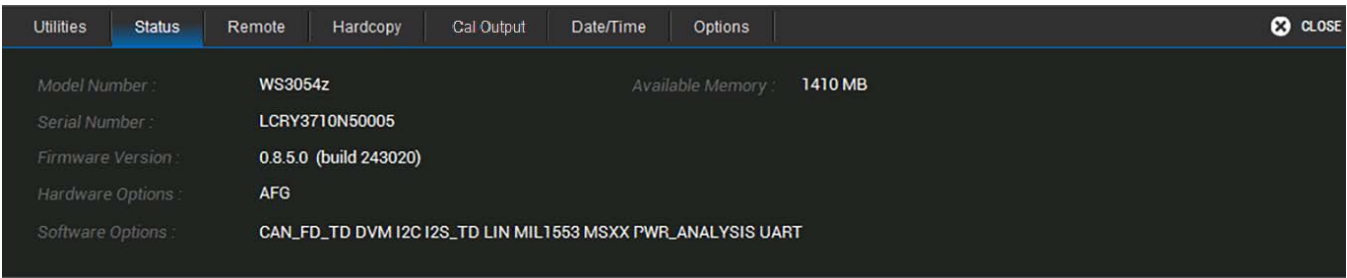 Utilities Status Remote Hardcopy Cal Output Date/Time Options CLOSE
Model Number : WS3054z Available Memory : 1410 MB
Serial Number : LCRY3710N50005
Firmware Version : 0.8.5.0 (build 243020)
Hardware Options : AFG
Software Options : CAN_FD_TD DVM I2C I2S_TD LIN MIL1553 MSXX PWR_ANALYSIS UART